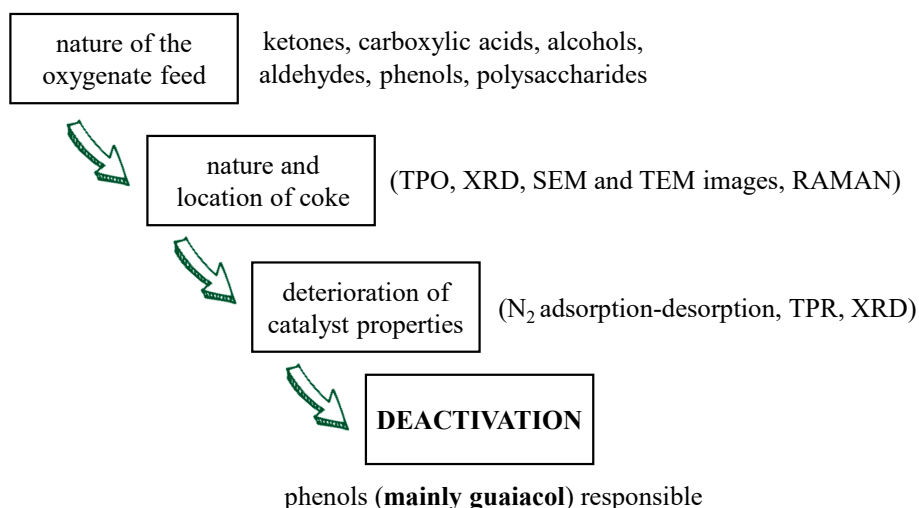 nature of the
oxygenate feed
ketones, carboxylic acids, alcohols,
aldehydes, phenols, polysaccharides
nature and
location of coke
(TPO, XRD, SEM and TEM images, RAMAN)
deterioration of
catalyst properties
(N₂ adsorption-desorption, TPR, XRD)
DEACTIVATION
phenols (mainly guaiacol) responsible